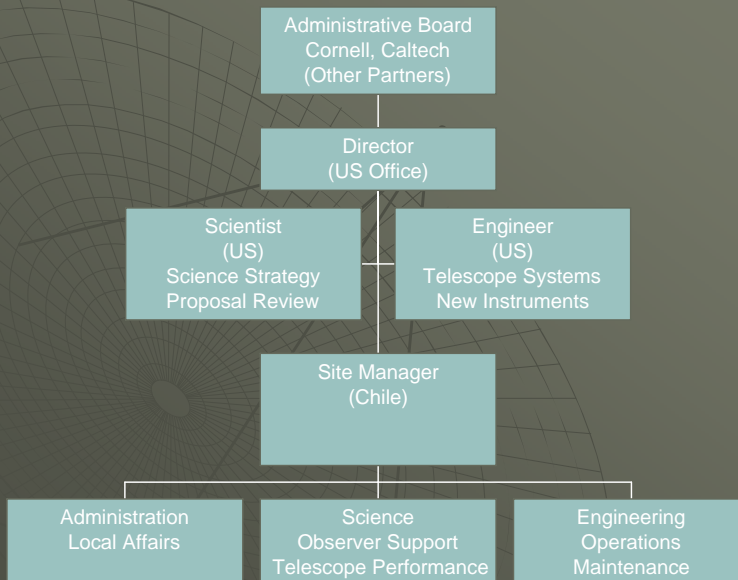 Administrative Board
Cornell, Caltech
(Other Partners)
Director
(US Office)
Scientist
(US)
Science Strategy
Proposal Review
Engineer
(US)
Telescope Systems
New Instruments
Site Manager
(Chile)
Administration
Local Affairs
Science
Observer Support
Telescope Performance
Engineering
Operations
Maintenance